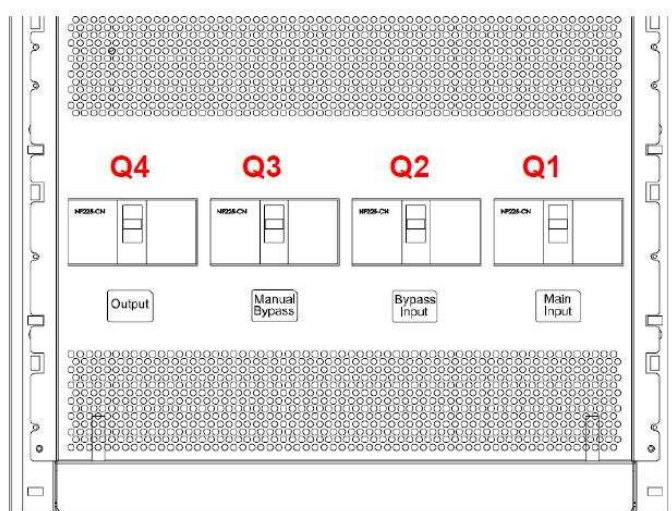 Q4 Q3 Q2 Q1
NF225-CN NF225-CN NF225-CN NF225-CN
Output
Manual
Bypass
Bypass
Input
Main
Input